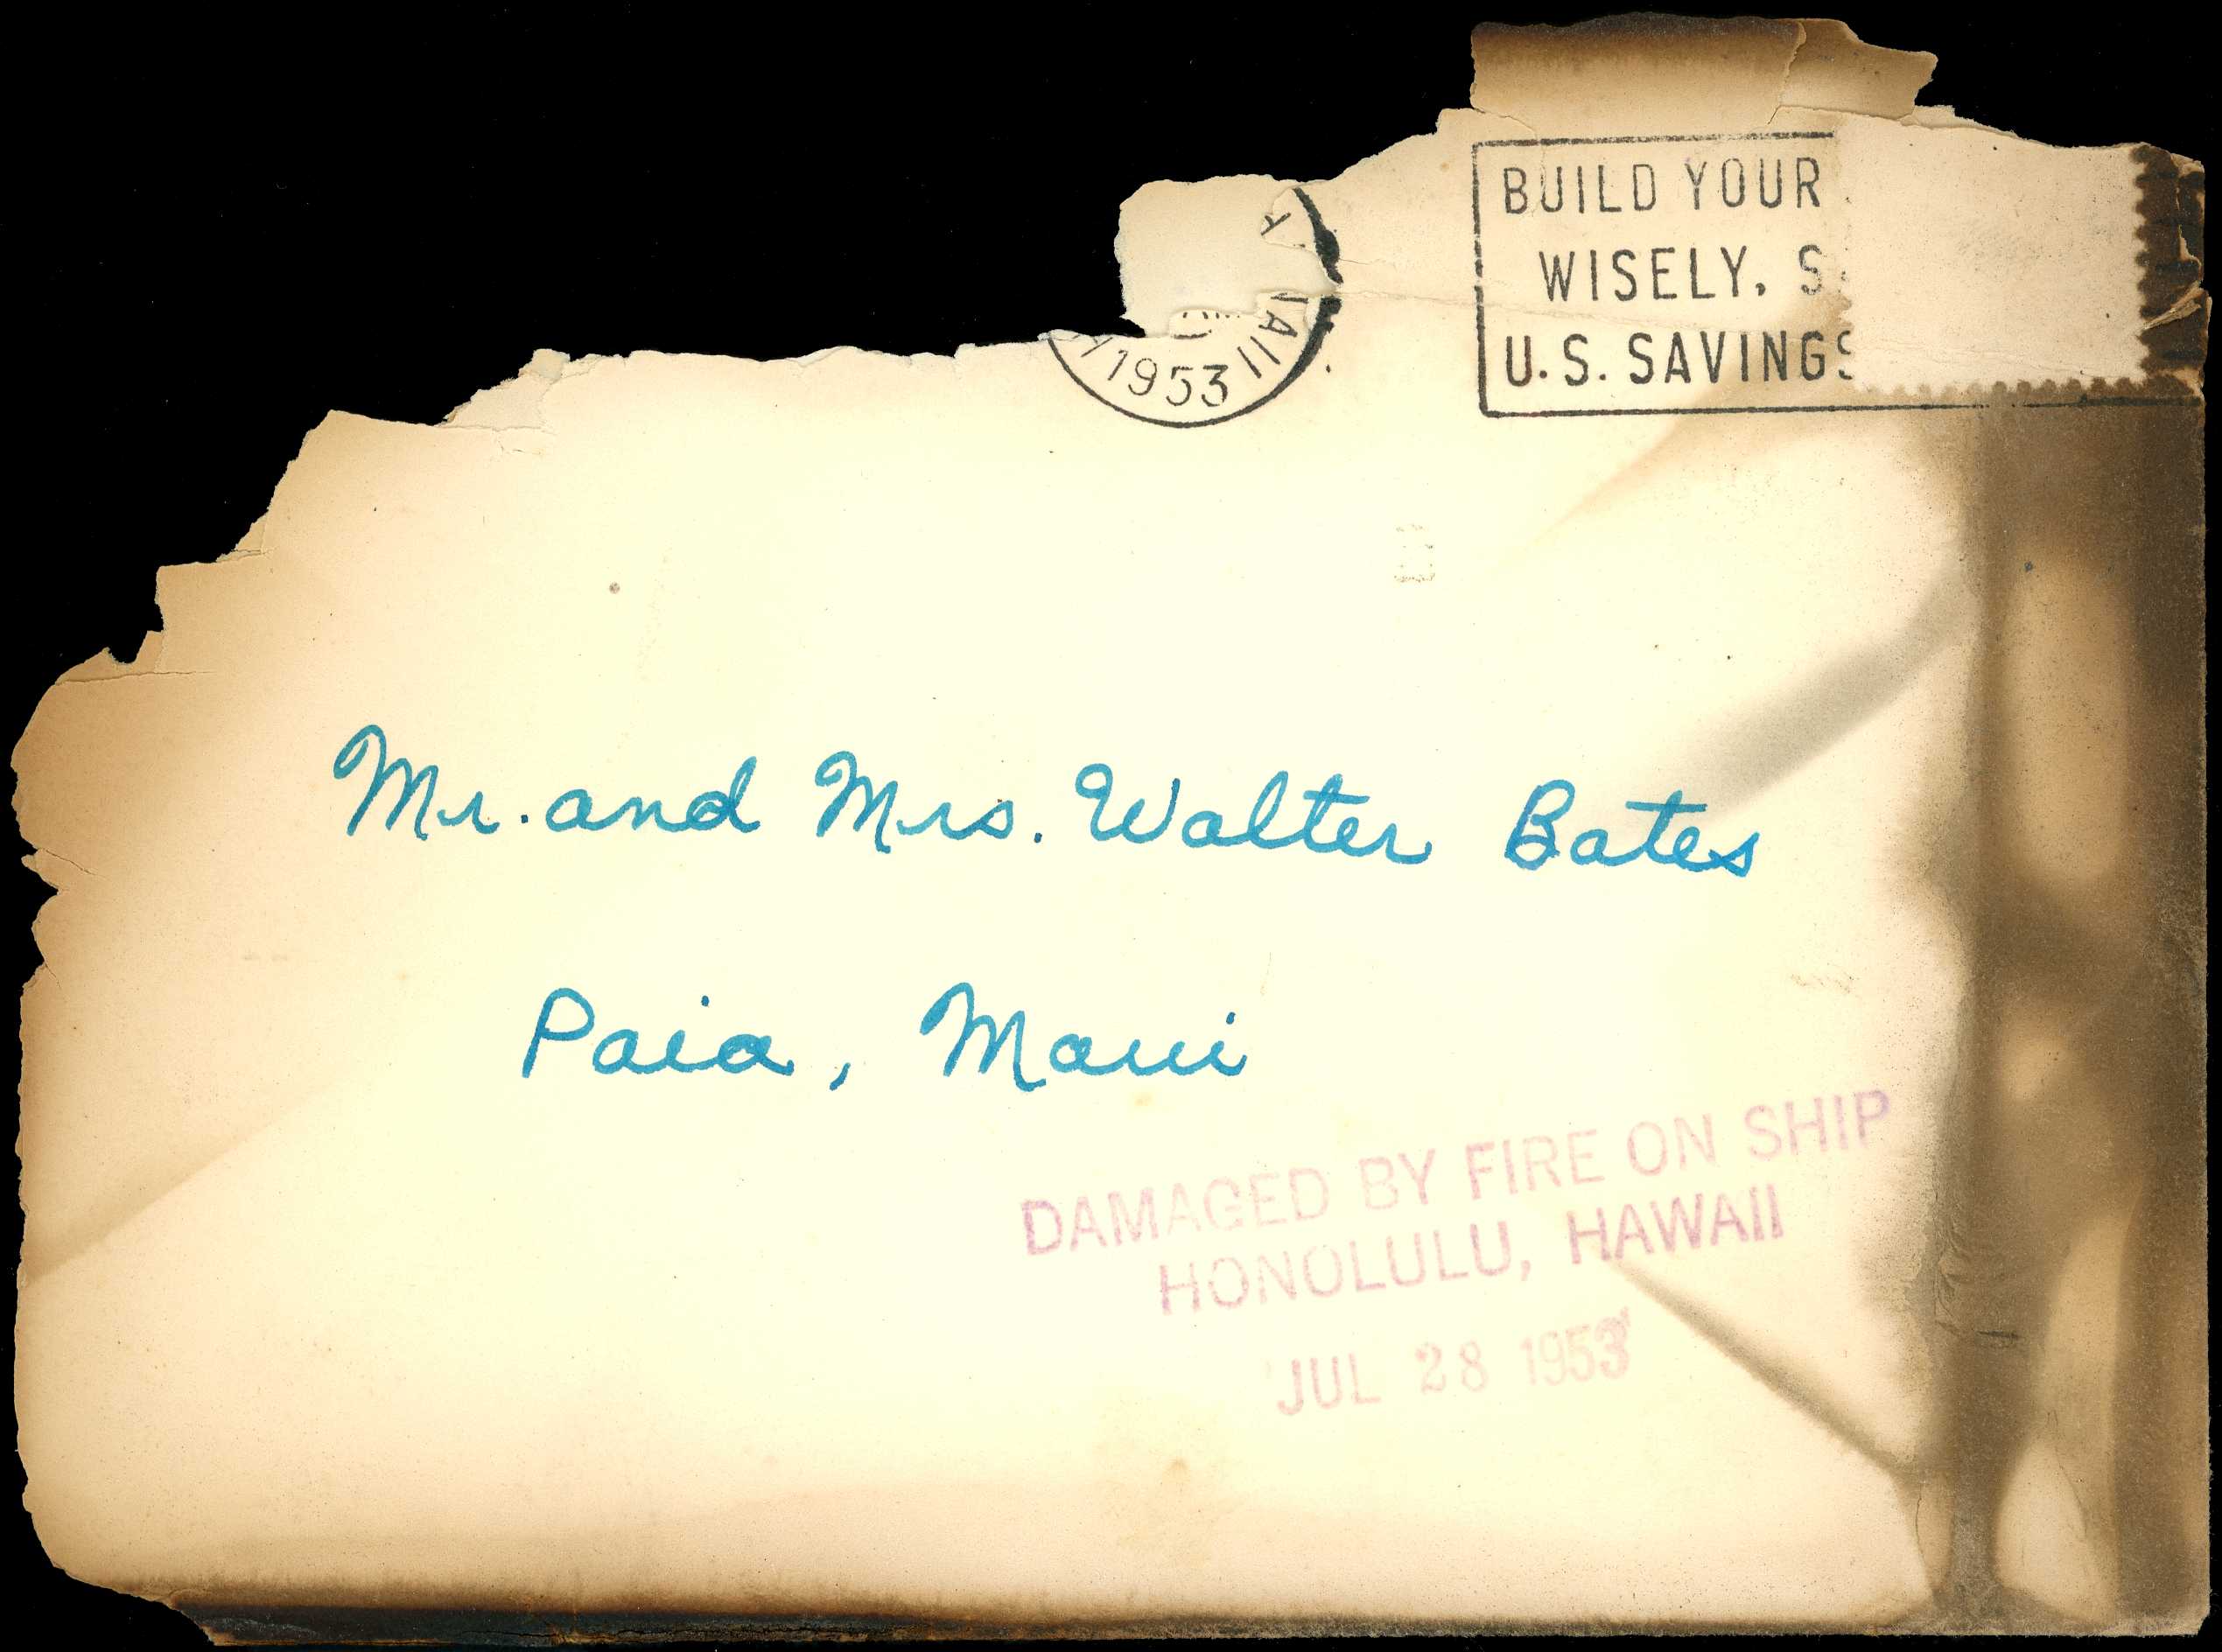 BUILD YOUR
WISELY.
U.S. SAVINGS
1953
Mr. and Mrs. Walter Bates
Paia, Maui
DAMAGED BY FIRE ON SHIP
HONOLULU, HAWAII
JUL 28 1953